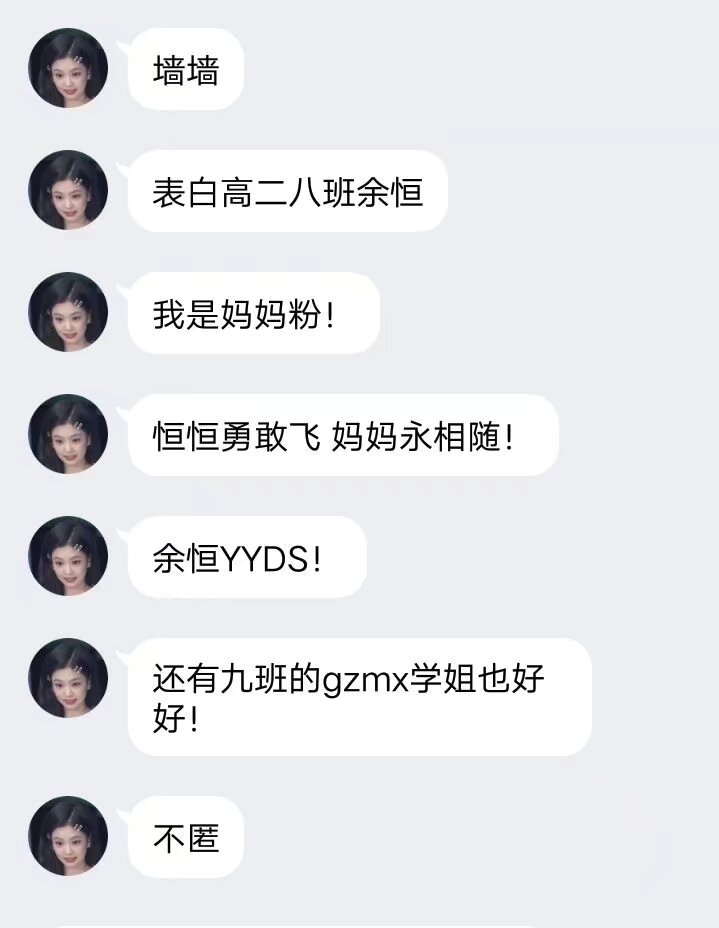 墙墙
表白高二八班余恒
我是妈妈粉！
恒恒勇敢飞 妈妈永相随！
余恒YYDS！
还有九班的gzmx学姐也好
好！
不匿